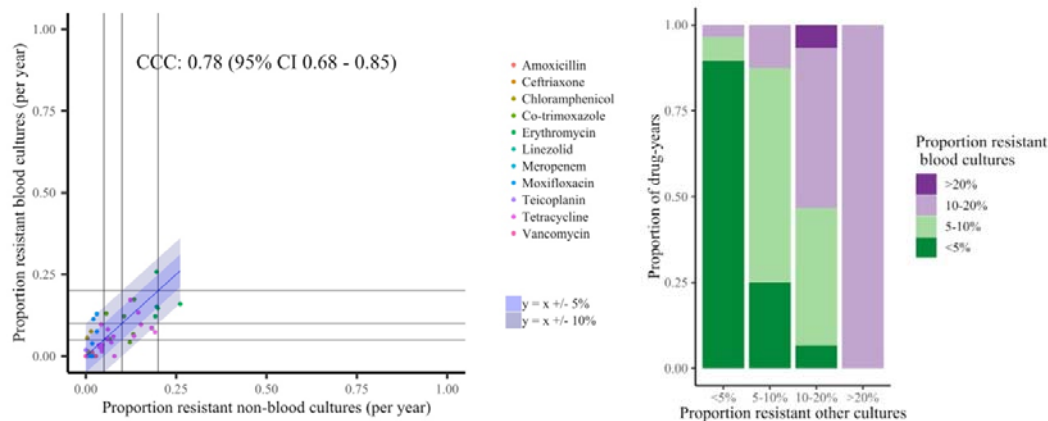 Proportion resistant blood cultures (per year)
1.00
0.75
0.50
0.25
0.00
CCC: 0.78 (95% CI 0.68 - 0.85)
0.00
0.25
0.50
0.75
1.00
Proportion resistant non-blood cultures (per year)
Amoxicillin
Ceftriaxone
Chloramphenicol
Co-trimoxazole
Erythromycin
Linezolid
Meropenem
Moxifloxacin
Teicoplanin
Tetracycline
Vancomycin
y = x +/- 5%
y = x +/- 10%
Proportion of drug-years
1.00
0.75
0.50
0.25
0.00
<5%
5-10%
10-20%
>20%
Proportion resistant other cultures
Proportion resistant
blood cultures
>20%
10-20%
5-10%
<5%